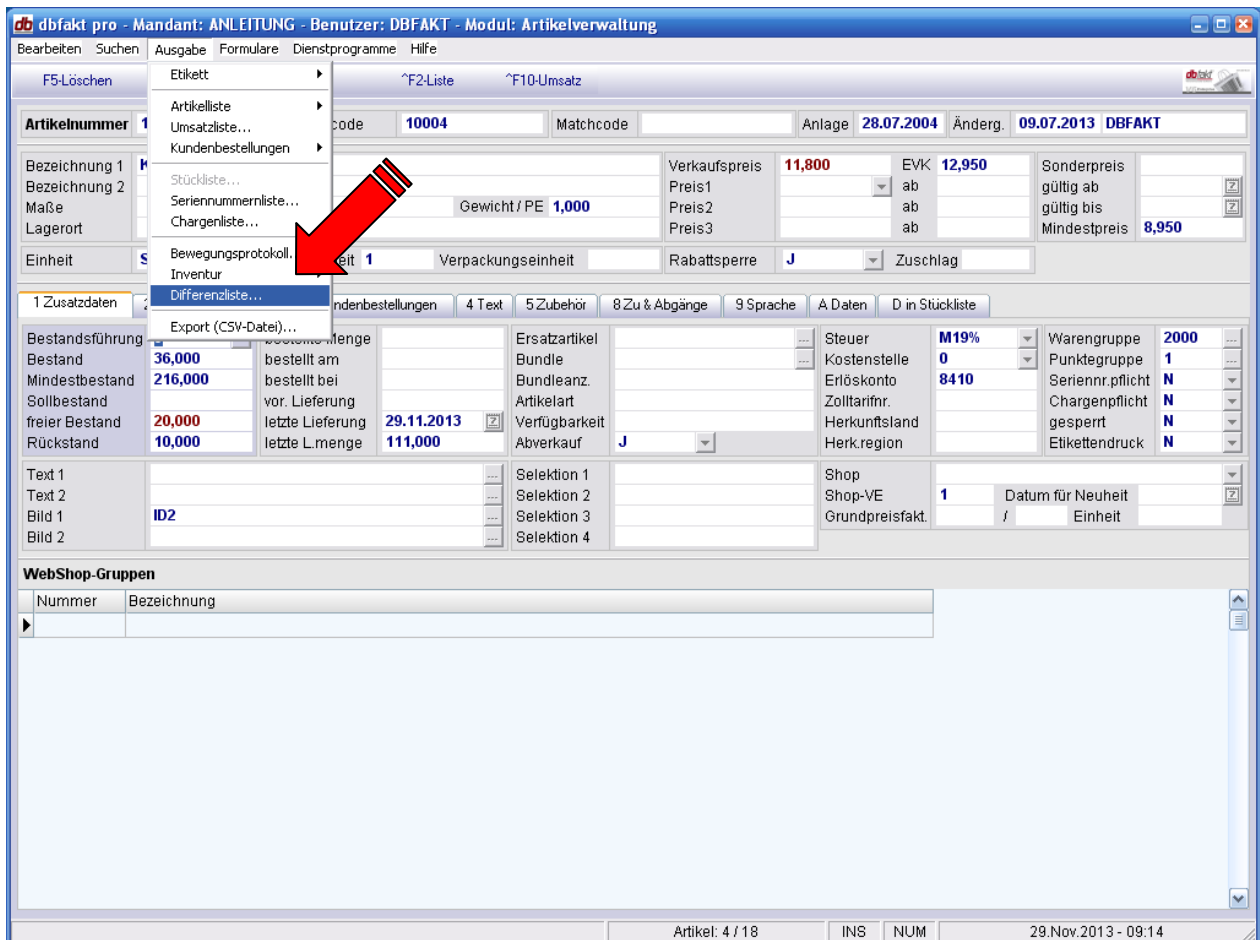 db dbfakt pro - Mandant: ANLEITUNG - Benutzer: DBFAKT - Modul: Artikelverwaltung
Bearbeiten Suchen Ausgabe Formulare Dienstprogramme Hilfe
F5-Löschen ^F2-Liste ^F10-Umsatz
Etikett
Artikelliste
Umsatzliste...
Kundenbestellungen
Stückliste...
Seriennummernliste...
Chargenliste...
Bewegungsprotokoll.
Inventur
Differenzliste...
Export (CSV-Datei)...
Artikelnummer 1 code 10004 Matchcode Anlage 28.07.2004 Änderg. 09.07.2013 DBFAKT
Bezeichnung 1 K Verkaufspreis 11,800 EVK 12,950 Sonderpreis
Bezeichnung 2 Preis1 ab gültig ab
Maße Gewicht / PE 1,000 Preis2 ab gültig bis
Lagerort Preis3 ab Mindestpreis 8,950
Einheit S eit 1 Verpackungseinheit Rabattsperre J Zuschlag
1 Zusatzdaten 2 ndenbestellungen 4 Text 5 Zubehör 8 Zu & Abgänge 9 Sprache A Daten D in Stückliste
Bestandsführung bestellte Menge Ersatzartikel Steuer M19% Warengruppe 2000
Bestand 36,000 bestellt am Bundle Kostenstelle 0 Punktegruppe 1
Mindestbestand 216,000 bestellt bei Bundleanz. Erlöskonto 8410 Seriennr.pflicht N
Sollbestand vor. Lieferung Artikelart Zolltarifnr. Chargenpflicht N
freier Bestand 20,000 letzte Lieferung 29.11.2013 Verfügbarkeit Herkunftsland gesperrt N
Rückstand 10,000 letzte L.menge 111,000 Abverkauf J Herk.region Etikettendruck N
Text 1 Selektion 1 Shop
Text 2 Selektion 2 Shop-VE 1 Datum für Neuheit
Bild 1 ID2 Selektion 3 Grundpreisfakt. / Einheit
Bild 2 Selektion 4
WebShop-Gruppen
Nummer Bezeichnung
Artikel: 4 / 18 INS NUM 29.Nov.2013 - 09:14